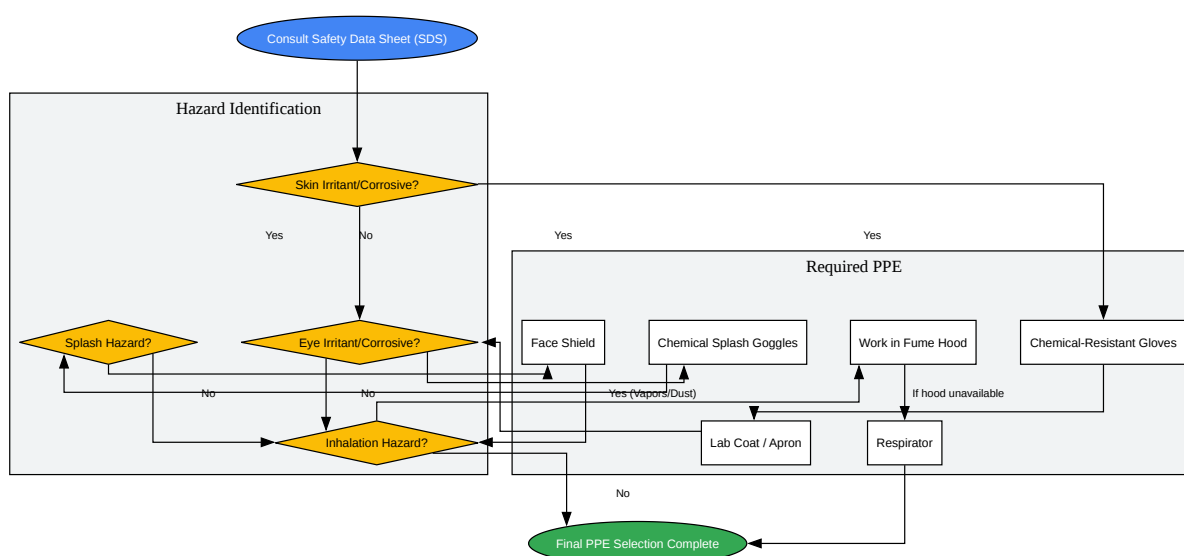 Consult Safety Data Sheet (SDS)
Hazard Identification
Skin Irritant/Corrosive?
Yes
No
Yes
Yes
Required PPE
Splash Hazard?
Eye Irritant/Corrosive?
Face Shield
Chemical Splash Goggles
Work in Fume Hood
Chemical-Resistant Gloves
No
No
Yes (Vapors/Dust)
If hood unavailable
Inhalation Hazard?
Lab Coat / Apron
Respirator
No
Final PPE Selection Complete